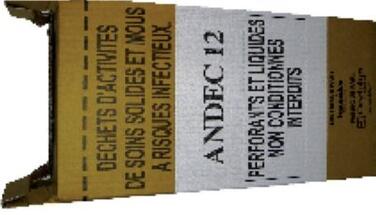 DECHETS D'ACTIVITES
DE SOINS SOLIDES ET MOUS
A RISQUES INFECTIEUX.
ANDEC 12
PERFORANTS ET LIQUIDES
NON CONDITIONNES
INTERDITS